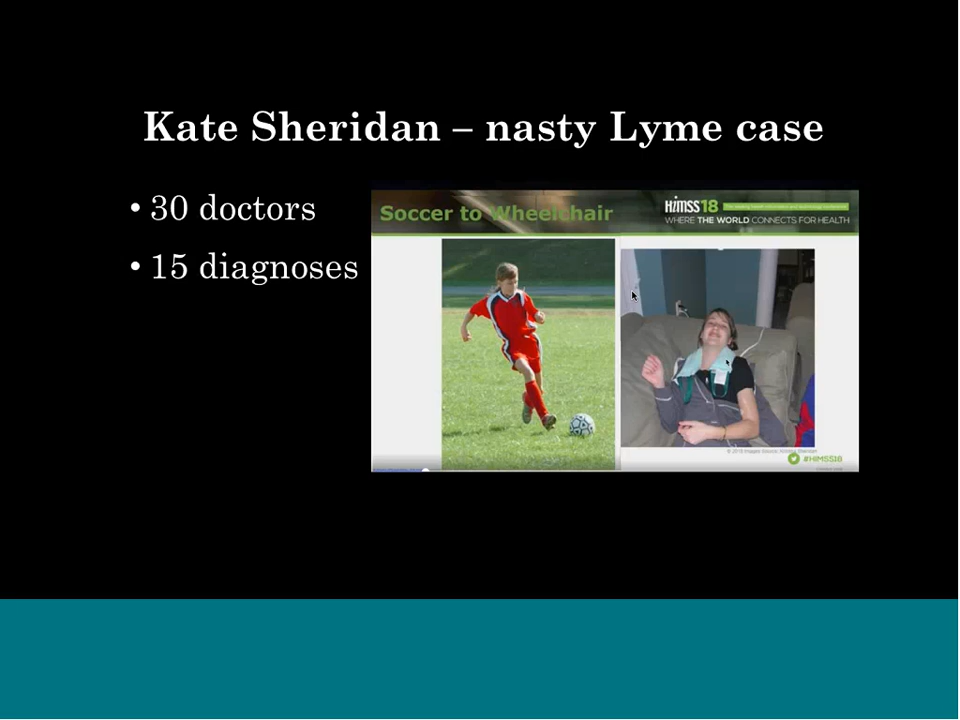 Kate Sheridan – nasty Lyme case
• 30 doctors
• 15 diagnoses
Soccer to Wheelchair
HiMSS18
WHERE THE WORLD CONNECTS FOR HEALTH
#HIMSS18